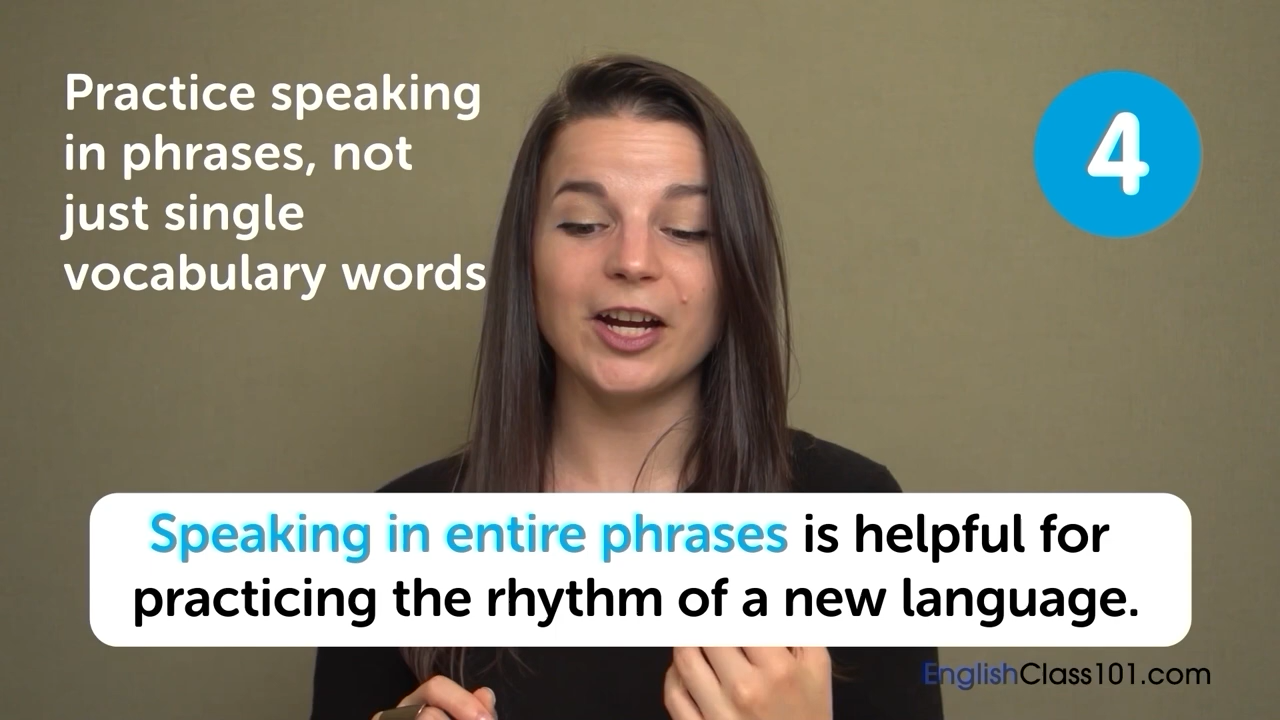 Practice speaking
in phrases, not
just single
vocabulary words
4
Speaking in entire phrases is helpful for
practicing the rhythm of a new language.
EnglishClass101.com